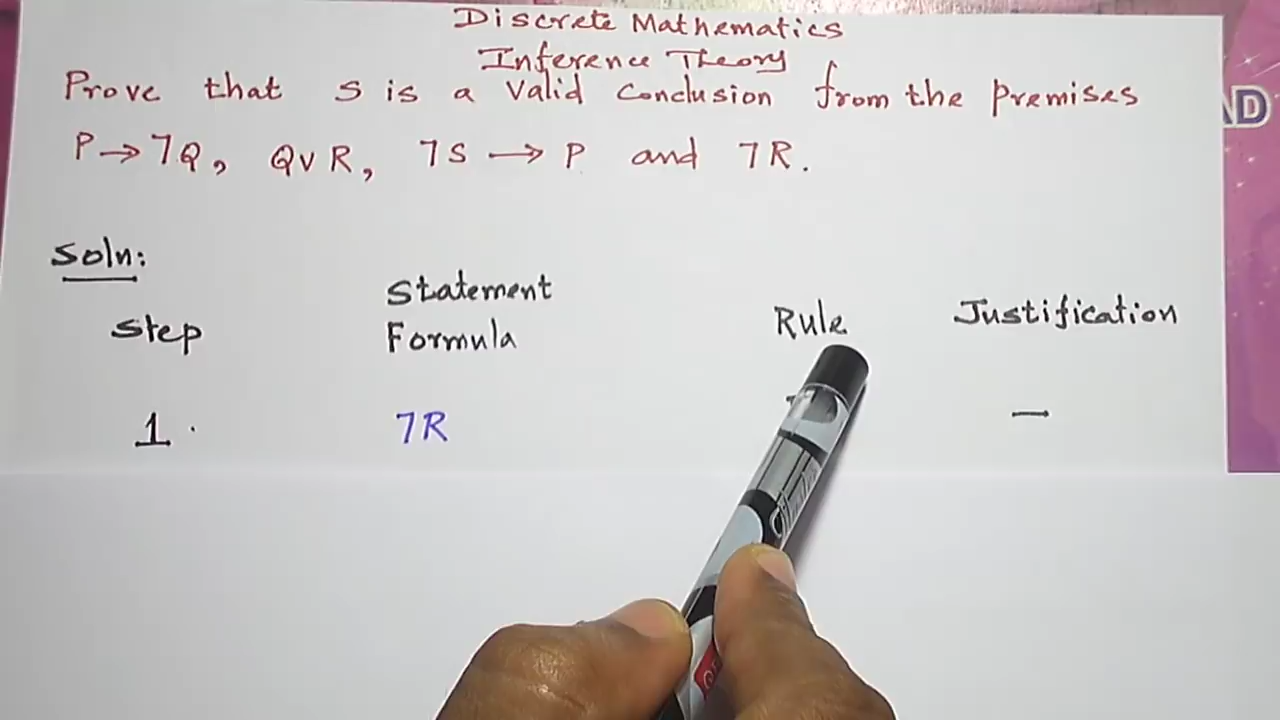 Discrete Mathematics
Inference Theory
Prove that S is a Valid Conclusion from the premises
P → 7Q, Q ∨ R, 7S → P and 7R.
Soln:
Step Statement Formula Rule Justification
1. 7R —